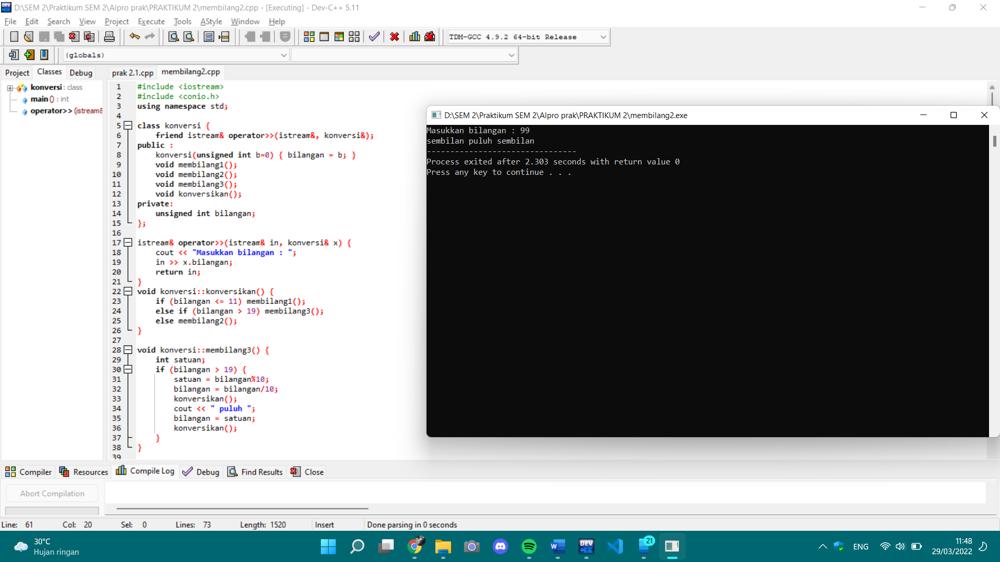 D:\SEM 2\Praktikum SEM 2\Alpro prak\PRAKTIKUM 2\membilang2.cpp - [Executing] - Dev-C++ 5.11
File Edit Search View Project Execute Tools AStyle Window Help
TDM-GCC 4.9.2 64-bit Release
(globals)
Project Classes Debug
prak 2.1.cpp membilang2.cpp
konversi : class
main () : int
operator>> (istream&
1 #include <iostream>
2 #include <conio.h>
3 using namespace std;
4
5 class konversi {
6 friend istream& operator>>(istream&, konversi&);
7 public :
8 konversi(unsigned int b=0) { bilangan = b; }
9 void membilang1();
10 void membilang2();
11 void membilang3();
12 void konversikan();
13 private:
14 unsigned int bilangan;
15 };
16
17 istream& operator>>(istream& in, konversi& x) {
18 cout << "Masukkan bilangan : ";
19 in >> x.bilangan;
20 return in;
21 }
22 void konversi::konversikan() {
23 if (bilangan <= 11) membilang1();
24 else if (bilangan > 19) membilang3();
25 else membilang2();
26 }
27
28 void konversi::membilang3() {
29 int satuan;
30 if (bilangan > 19) {
31 satuan = bilangan%10;
32 bilangan = bilangan/10;
33 konversikan();
34 cout << " puluh ";
35 bilangan = satuan;
36 konversikan();
37 }
38 }
39
D:\SEM 2\Praktikum SEM 2\Alpro prak\PRAKTIKUM 2\membilang2.exe
Masukkan bilangan : 99
sembilan puluh sembilan
--------------------------------
Process exited after 2.303 seconds with return value 0
Press any key to continue . . .
Compiler Resources Compile Log Debug Find Results Close
Abort Compilation
Line: 61 Col: 20 Sel: 0 Lines: 73 Length: 1520 Insert Done parsing in 0 seconds
30°C
Hujan ringan
W
DEV
C++
21
ENG
11:48
29/03/2022